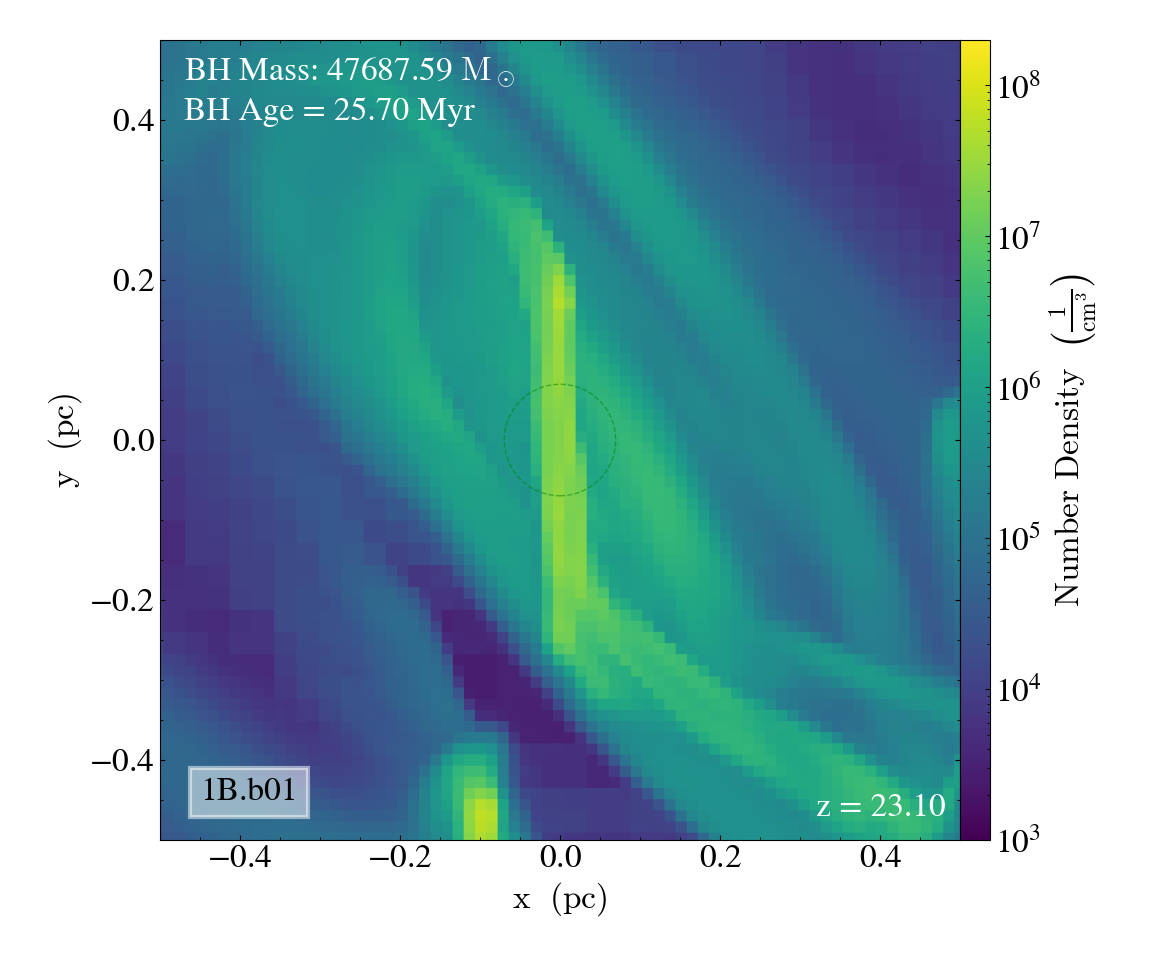 BH Mass: 47687.59 M⊙
BH Age = 25.70 Myr
0.4
0.2
0.0
−0.2
−0.4
y (pc)
1B.b01
z = 23.10
−0.4 −0.2 0.0 0.2 0.4
x (pc)
10^8
10^7
10^6
10^5
10^4
10^3
Number Density (1/cm^3)